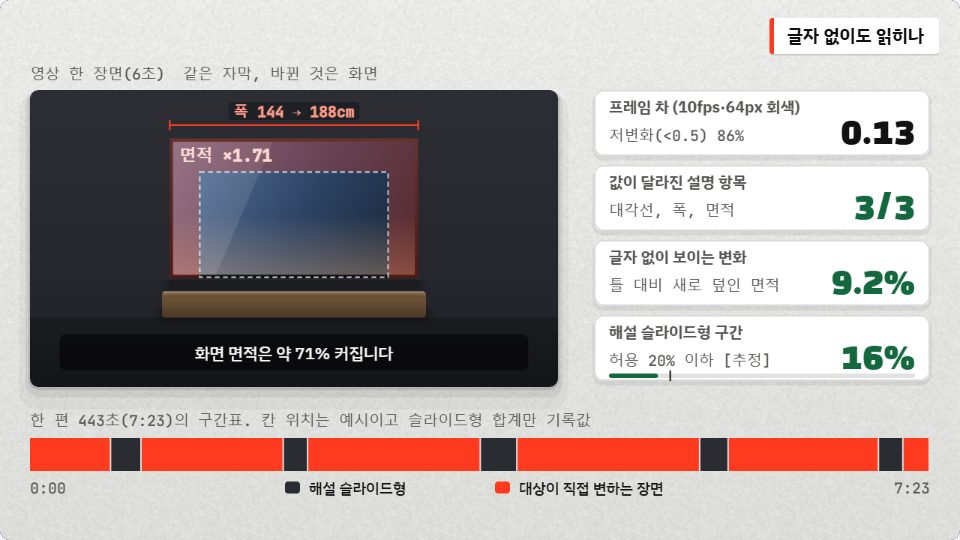 글자 없이도 읽히나
영상 한 장면(6초) 같은 자막, 바뀐 것은 화면
폭 144 → 188cm
면적 ×1.71
화면 면적은 약 71% 커집니다
프레임 차 (10fps·64px 회색)
저변화(<0.5) 86%
0.13
값이 달라진 설명 항목
대각선, 폭, 면적
3/3
글자 없이 보이는 변화
틀 대비 새로 덮인 면적
9.2%
해설 슬라이드형 구간
허용 20% 이하 [추정]
16%
한 편 443초(7:23)의 구간표. 칸 위치는 예시이고 슬라이드형 합계만 기록값
0:00
해설 슬라이드형
대상이 직접 변하는 장면
7:23